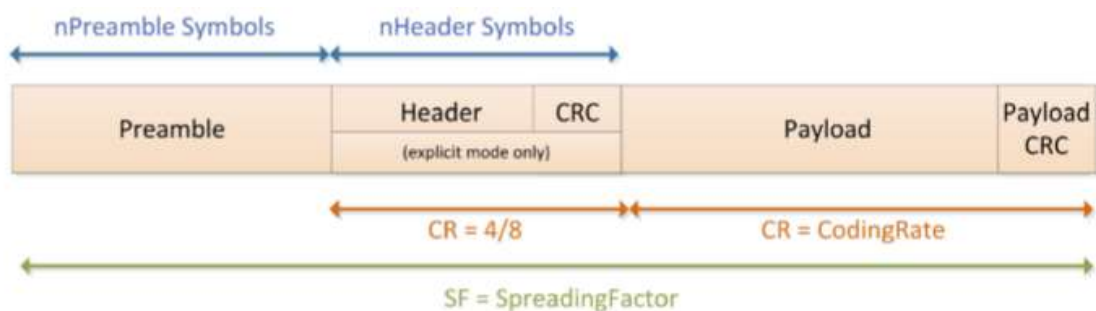 nPreamble Symbols nHeader Symbols
Preamble Header CRC Payload Payload
CRC
(explicit mode only)
CR = 4/8 CR = CodingRate
SF = SpreadingFactor